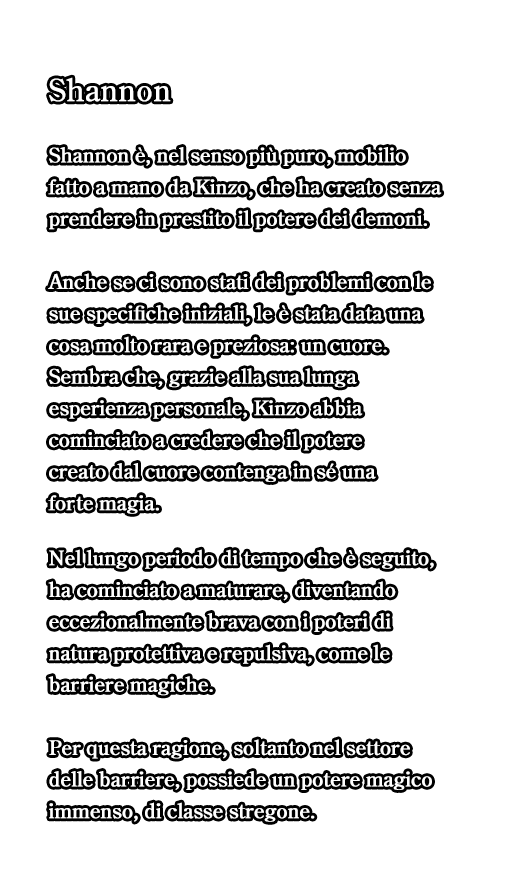 Shannon
Shannon è, nel senso più puro, mobilio
fatto a mano da Kinzo, che ha creato senza
prendere in prestito il potere dei demoni.
Anche se ci sono stati dei problemi con le
sue specifiche iniziali, le è stata data una
cosa molto rara e preziosa: un cuore.
Sembra che, grazie alla sua lunga
esperienza personale, Kinzo abbia
cominciato a credere che il potere
creato dal cuore contenga in sé una
forte magia.
Nel lungo periodo di tempo che è seguito,
ha cominciato a maturare, diventando
eccezionalmente brava con i poteri di
natura protettiva e repulsiva, come le
barriere magiche.
Per questa ragione, soltanto nel settore
delle barriere, possiede un potere magico
immenso, di classe stregone.